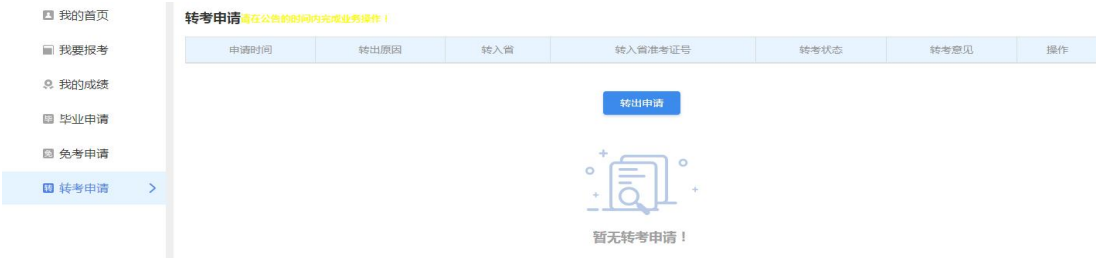 我的首页
我要报考
我的成绩
毕业申请
免考申请
转考申请
转考申请请在公告的时间内完成业务操作！
申请时间 转出原因 转入省 转入省准考证号 转考状态 转考意见 操作
转出申请
暂无转考申请！